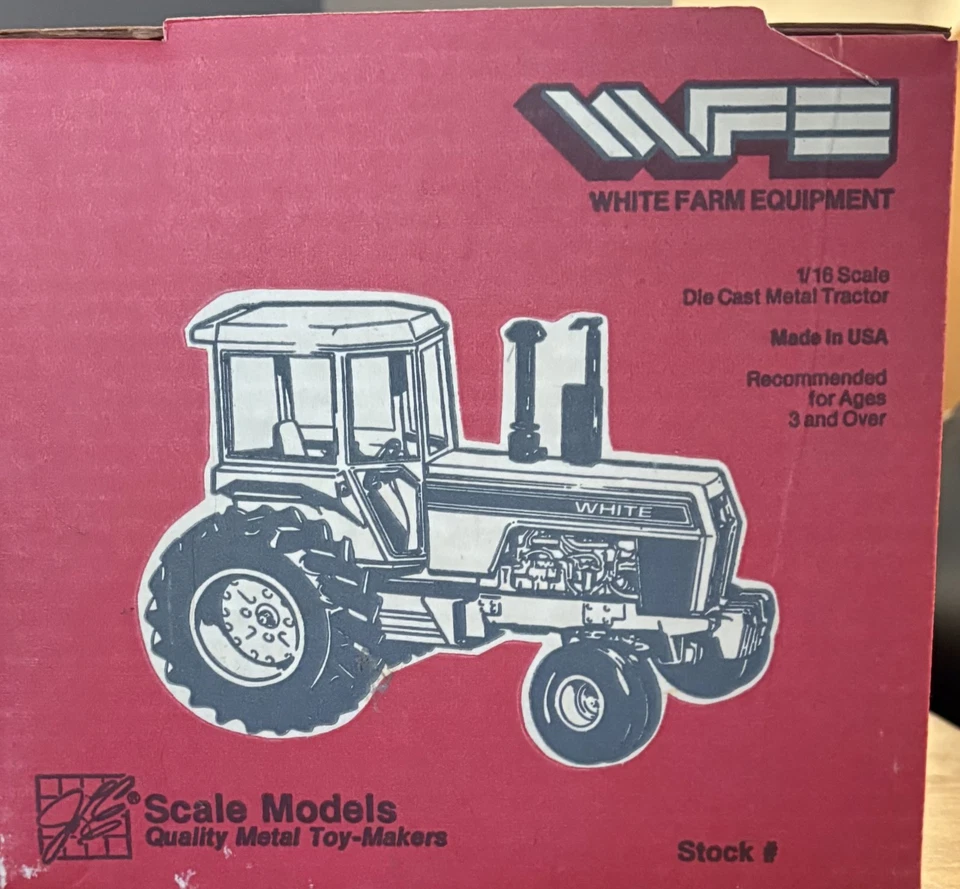 WFE
WHITE FARM EQUIPMENT
1/16 Scale
Die Cast Metal Tractor
Made in USA
Recommended
for Ages
3 and Over
WHITE
Scale Models
Quality Metal Toy-Makers
Stock #